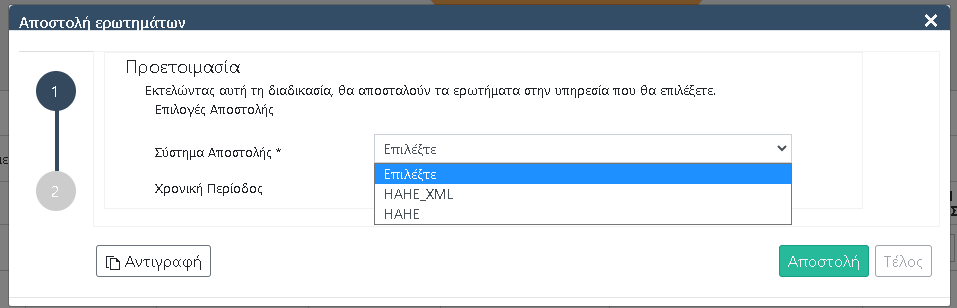 Αποστολή ερωτημάτων
1
Προετοιμασία
Εκτελώντας αυτή τη διαδικασία, θα αποσταλούν τα ερωτήματα στην υπηρεσία που θα επιλέξετε.
Επιλογές Αποστολής
Σύστημα Αποστολής *
Επιλέξτε
Επιλέξτε
HAHE_XML
HAHE
2
Χρονική Περίοδος
Αντιγραφή
Αποστολή
Τέλος